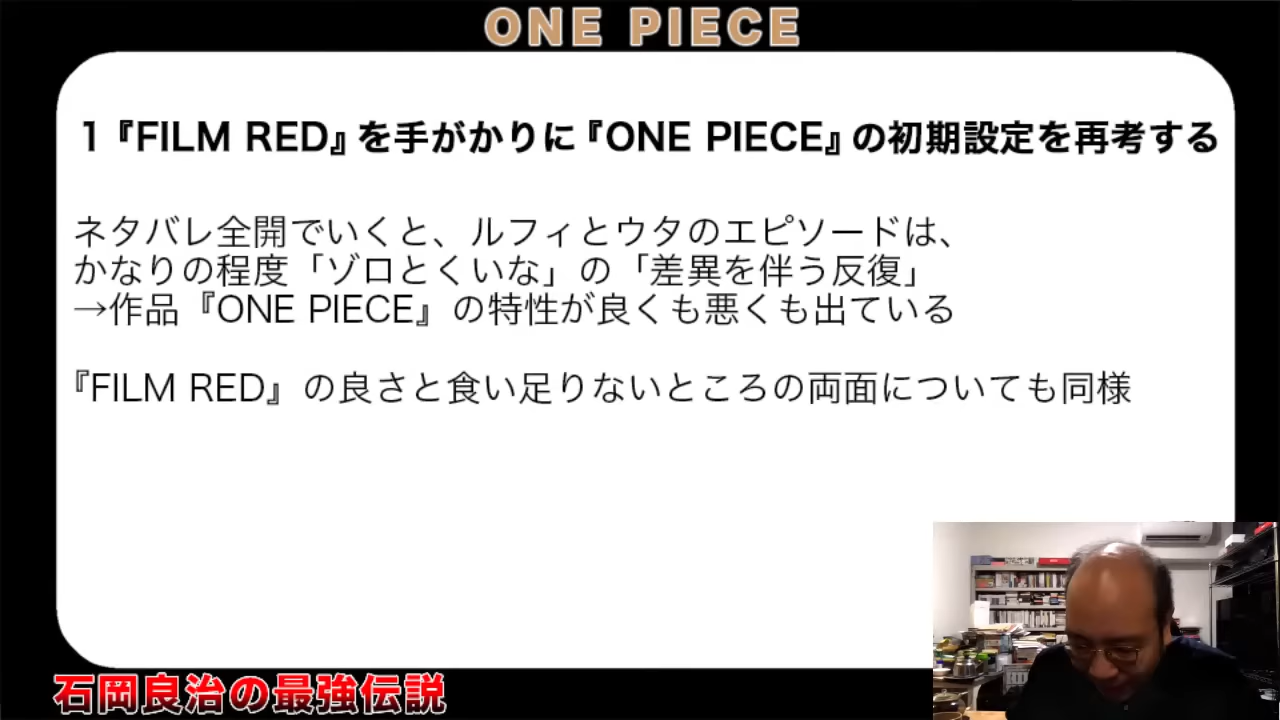 ONE PIECE
1『FILM RED』を手がかりに『ONE PIECE』の初期設定を再考する
ネタバレ全開でいくと、ルフィとウタのエピソードは、
かなりの程度「ゾロとくいな」の「差異を伴う反復」
→作品『ONE PIECE』の特性が良くも悪くも出ている
『FILM RED』の良さと食い足りないところの両面についても同様
石岡良治の最強伝説